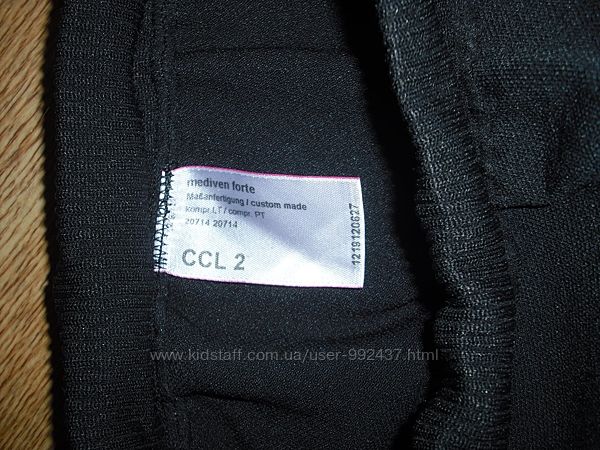 mediven forte
Maßanfertigung / custom made
kompr.LT / compr. PT
20714 20714
CCL 2
1219120627
www.kidstaff.com.ua/user-992437.html